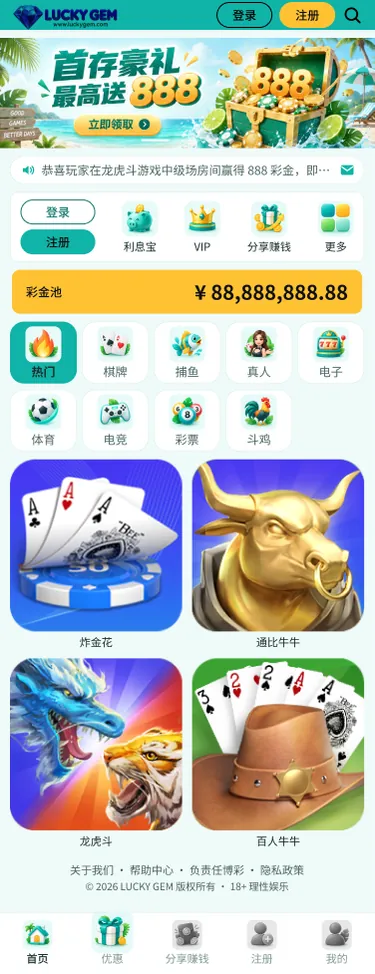 LUCKY GEM
www.luckygem.com
登录
注册
首存豪礼
最高送888
立即领取
888
GOOD
GAMES
BETTER DAYS
恭喜玩家在龙虎斗游戏中级场房间赢得 888 彩金，即…
登录
注册
利息宝
VIP
分享赚钱
更多
彩金池
¥ 88,888,888.88
热门
棋牌
捕鱼
真人
电子
体育
电竞
彩票
斗鸡
炸金花
通比牛牛
龙虎斗
百人牛牛
关于我们 · 帮助中心 · 负责任博彩 · 隐私政策
© 2026 LUCKY GEM 版权所有 · 18+ 理性娱乐
首页
优惠
分享赚钱
注册
我的